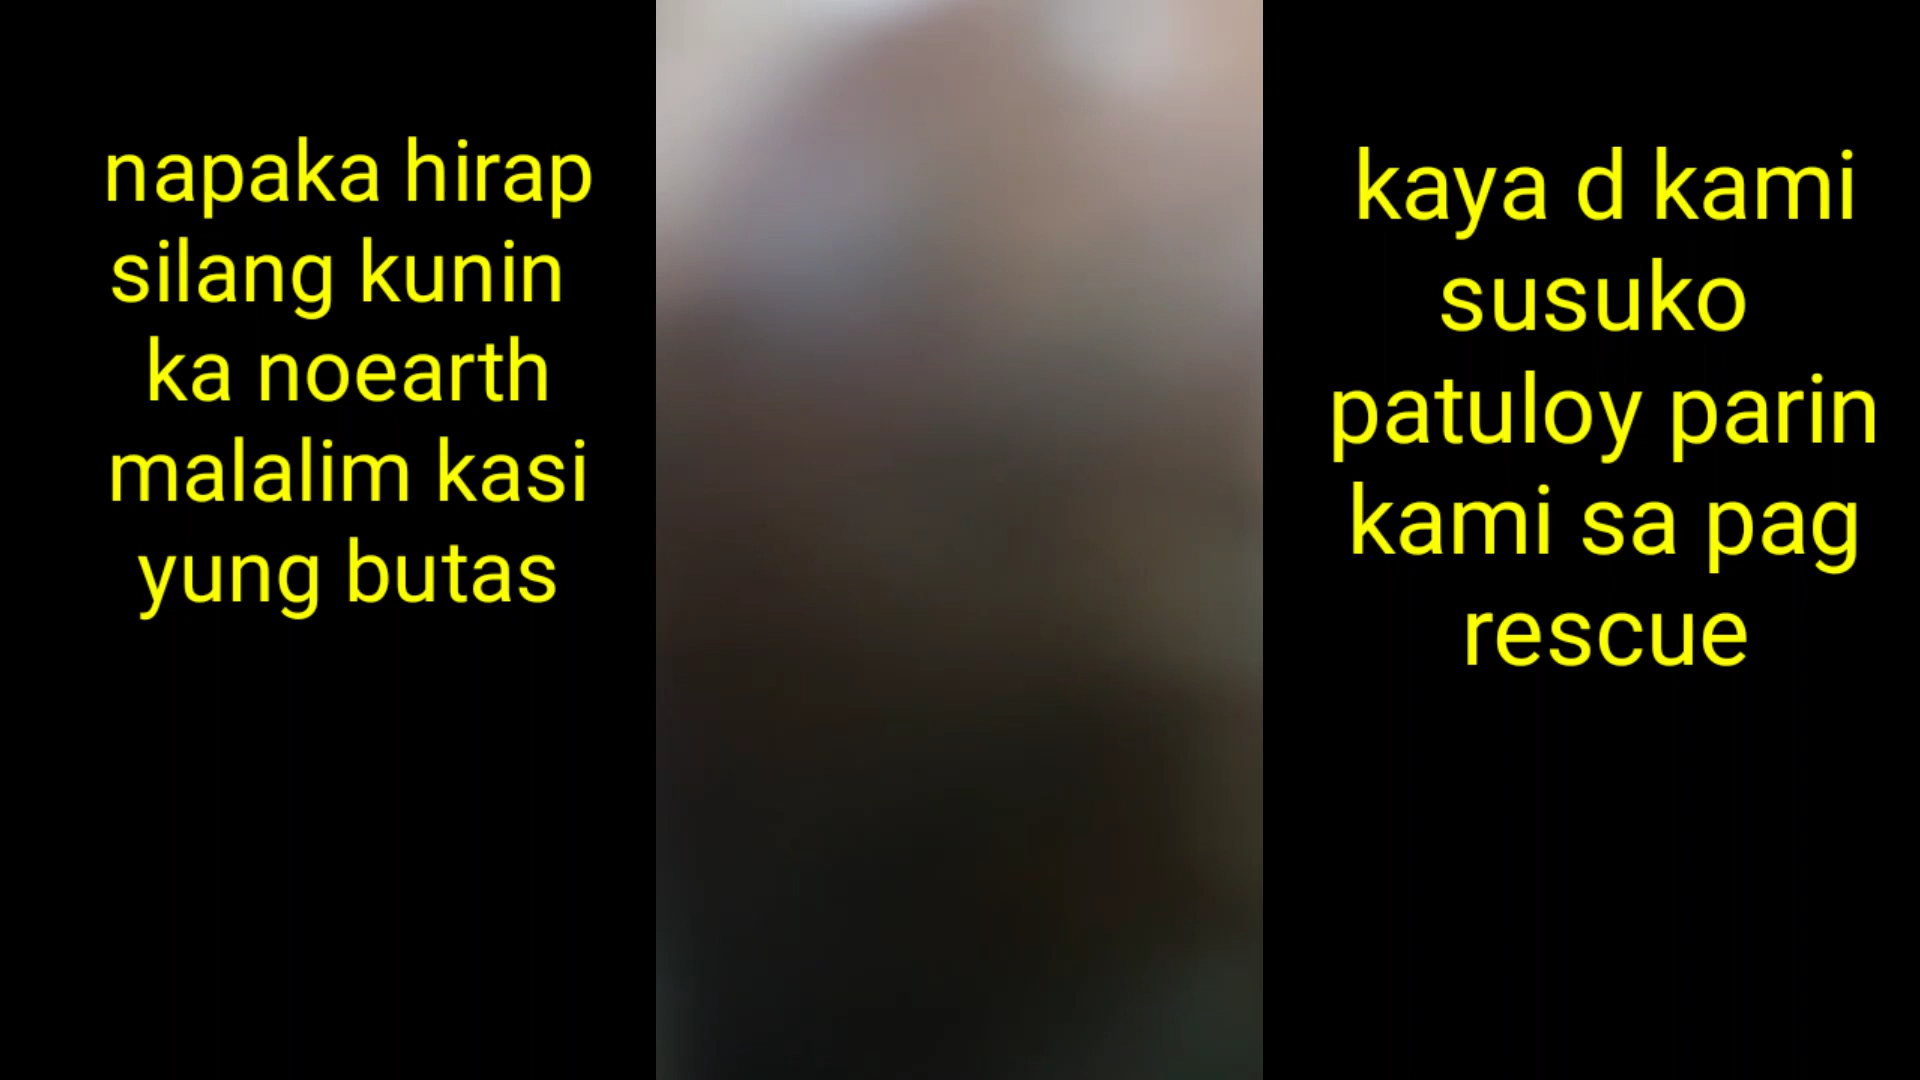 napaka hirap
silang kunin
ka noearth
malalim kasi
yung butas
kaya d kami
susuko
patuloy parin
kami sa pag
rescue